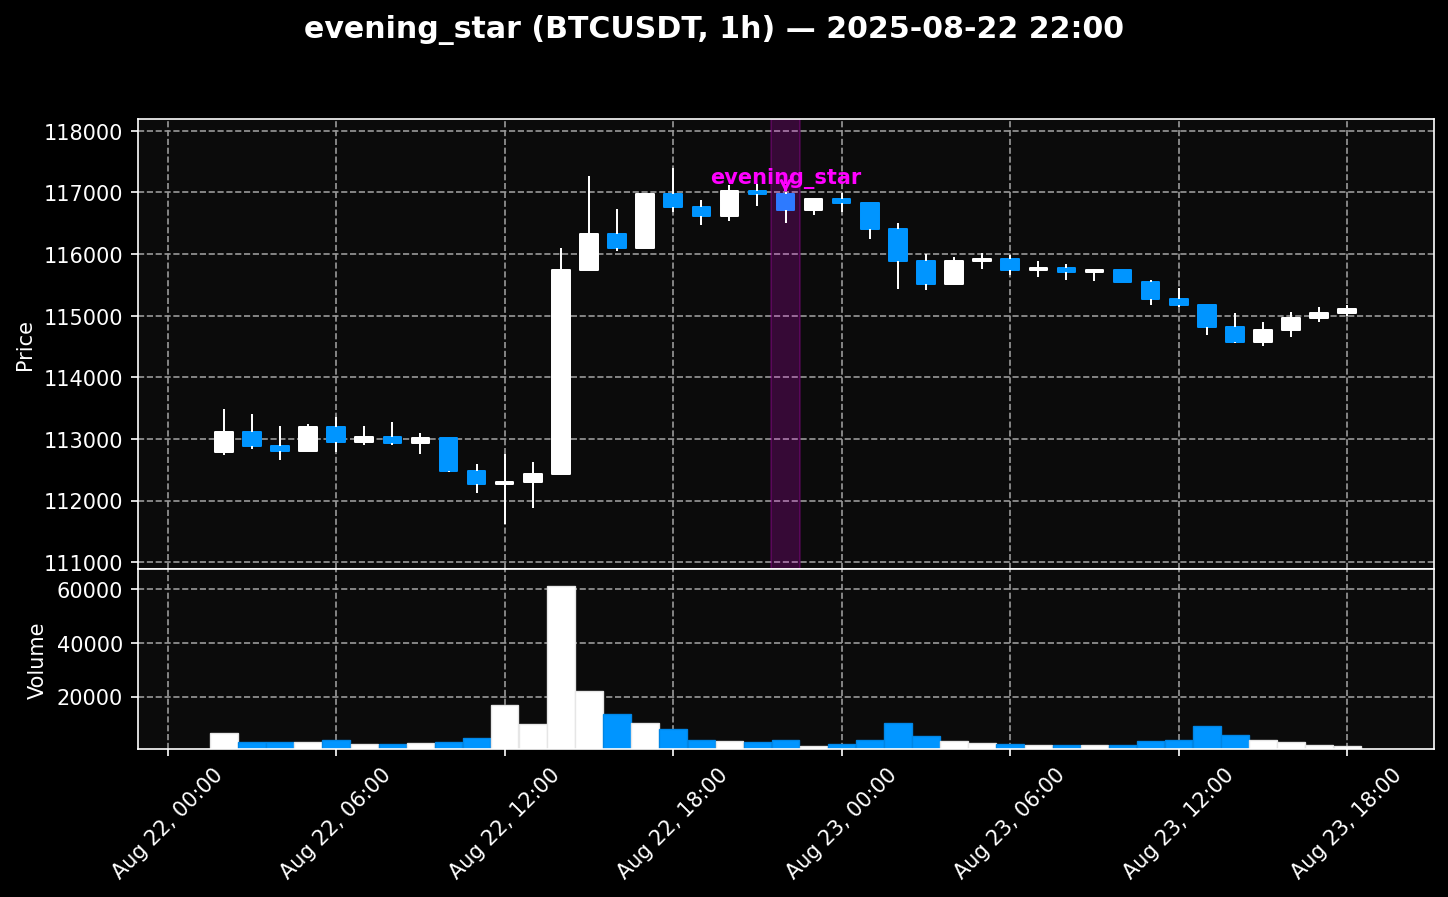 evening_star (BTCUSDT, 1h) — 2025-08-22 22:00
118000
117000
116000
115000
114000
113000
112000
111000
Price
evening_star
60000
40000
20000
Volume
Aug 22, 00:00
Aug 22, 06:00
Aug 22, 12:00
Aug 22, 18:00
Aug 23, 00:00
Aug 23, 06:00
Aug 23, 12:00
Aug 23, 18:00